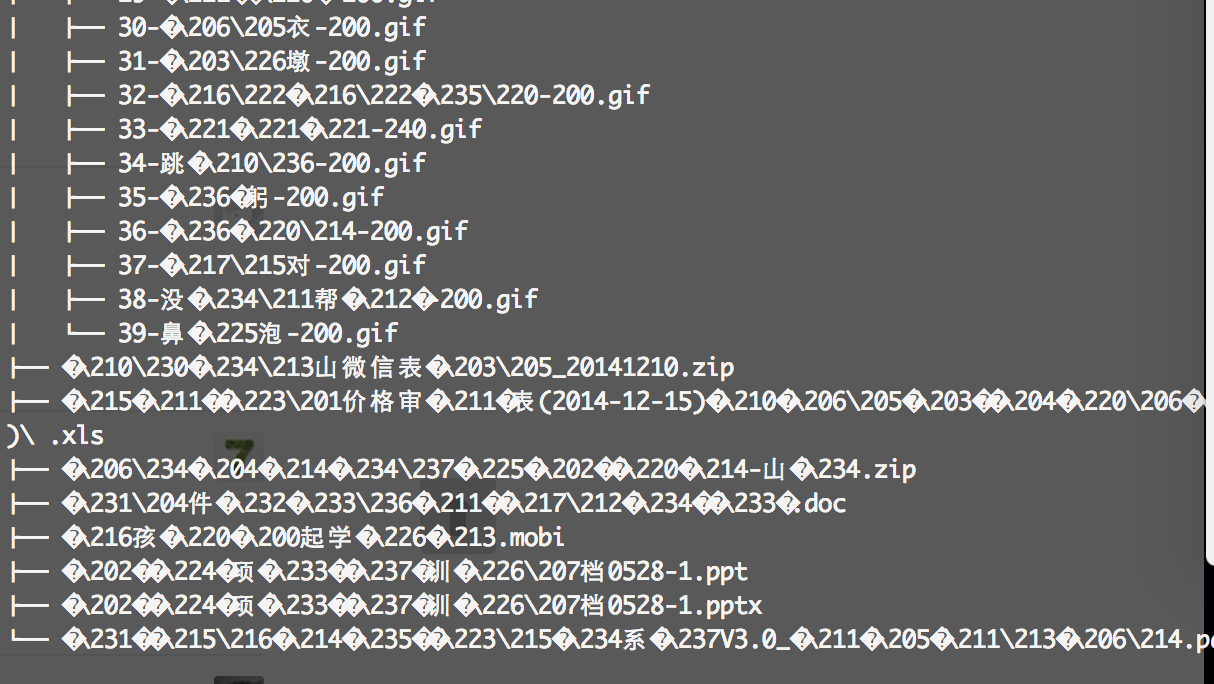 │   ├── 30-�\206\205衣-200.gif
│   ├── 31-�\203\226墩-200.gif
│   ├── 32-�\216\222�\216\222�\235\220-200.gif
│   ├── 33-�\221�\221�\221-240.gif
│   ├── 34-跳�\210\236-200.gif
│   ├── 35-�\236�躬-200.gif
│   ├── 36-�\236�\220\214-200.gif
│   ├── 37-�\217\215对-200.gif
│   ├── 38-没�\234\211帮�\212�-200.gif
│   └── 39-鼻�\225泡-200.gif
├── �\210\230�\234\213山微信表�\203\205_20141210.zip
├── �\215�\211��\223\201价格审�\211�表(2014-12-15)�\210�\206\205�\203��\204�\220\206�
)\ .xls
├── �\206\234�\204�\214�\234\237�\225�\202��\220�\214-山�\234.zip
├── �\231\204件�\232�\233\236�\211��\217\212�\234��\233�.doc
├── �\216孩�\220�\200起学�\226�\213.mobi
├── �\202��\224�项�\233��\237�训�\226\207档0528-1.ppt
├── �\202��\224�项�\233��\237�训�\226\207档0528-1.pptx
└── �\231��\215\216�\214�\235��\223\215�\234系�\237V3.0_�\211�\205�\211\213�\206\214.p